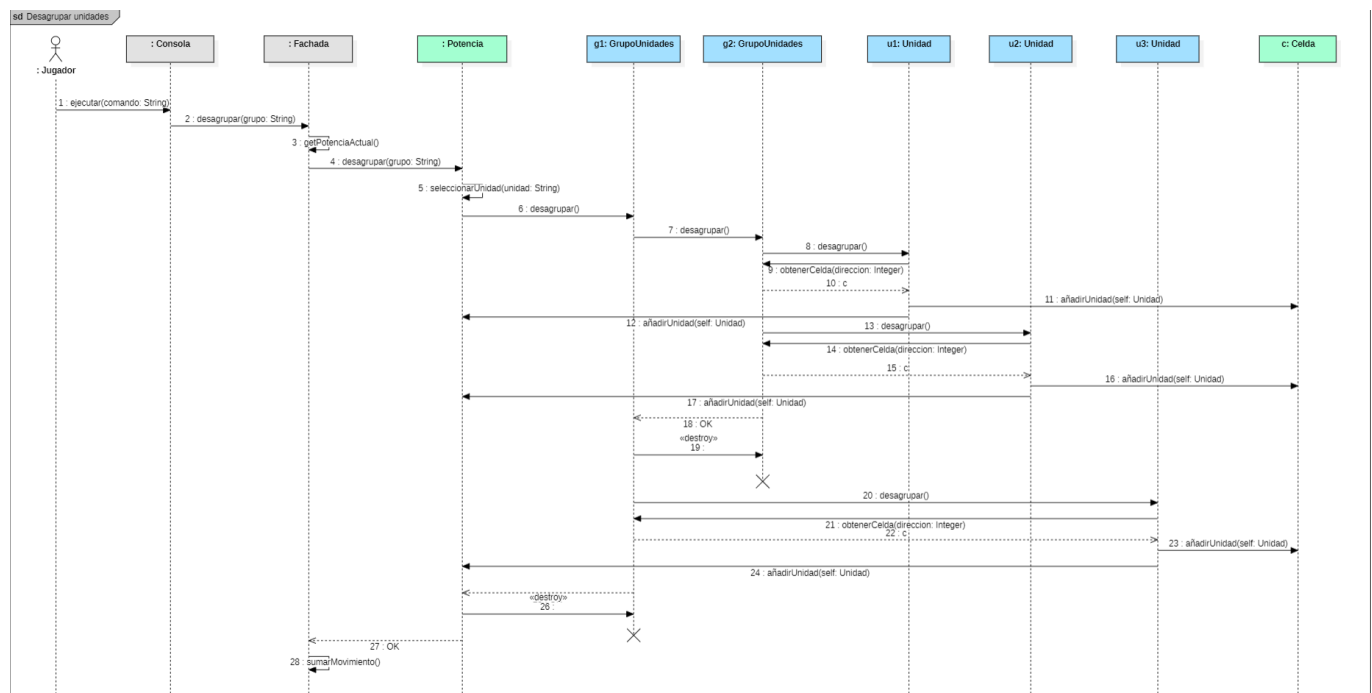 sd Desagrupar unidades
: Jugador
: Consola
: Fachada
: Potencia
g1: GrupoUnidades
g2: GrupoUnidades
u1: Unidad
u2: Unidad
u3: Unidad
c: Celda
1 : ejecutar(comando: String)
2 : desagrupar(grupo: String)
3 : getPotenciaActual()
4 : desagrupar(grupo: String)
5 : seleccionarUnidad(unidad: String)
6 : desagrupar()
7 : desagrupar()
8 : desagrupar()
9 : obtenerCelda(direccion: Integer)
10 : c
11 : añadirUnidad(self: Unidad)
12 : añadirUnidad(self: Unidad)
13 : desagrupar()
14 : obtenerCelda(direccion: Integer)
15 : c
16 : añadirUnidad(self: Unidad)
17 : añadirUnidad(self: Unidad)
18 : OK
«destroy»
19 :
20 : desagrupar()
21 : obtenerCelda(direccion: Integer)
22 : c
23 : añadirUnidad(self: Unidad)
24 : añadirUnidad(self: Unidad)
«destroy»
26 :
27 : OK
28 : sumarMovimiento()